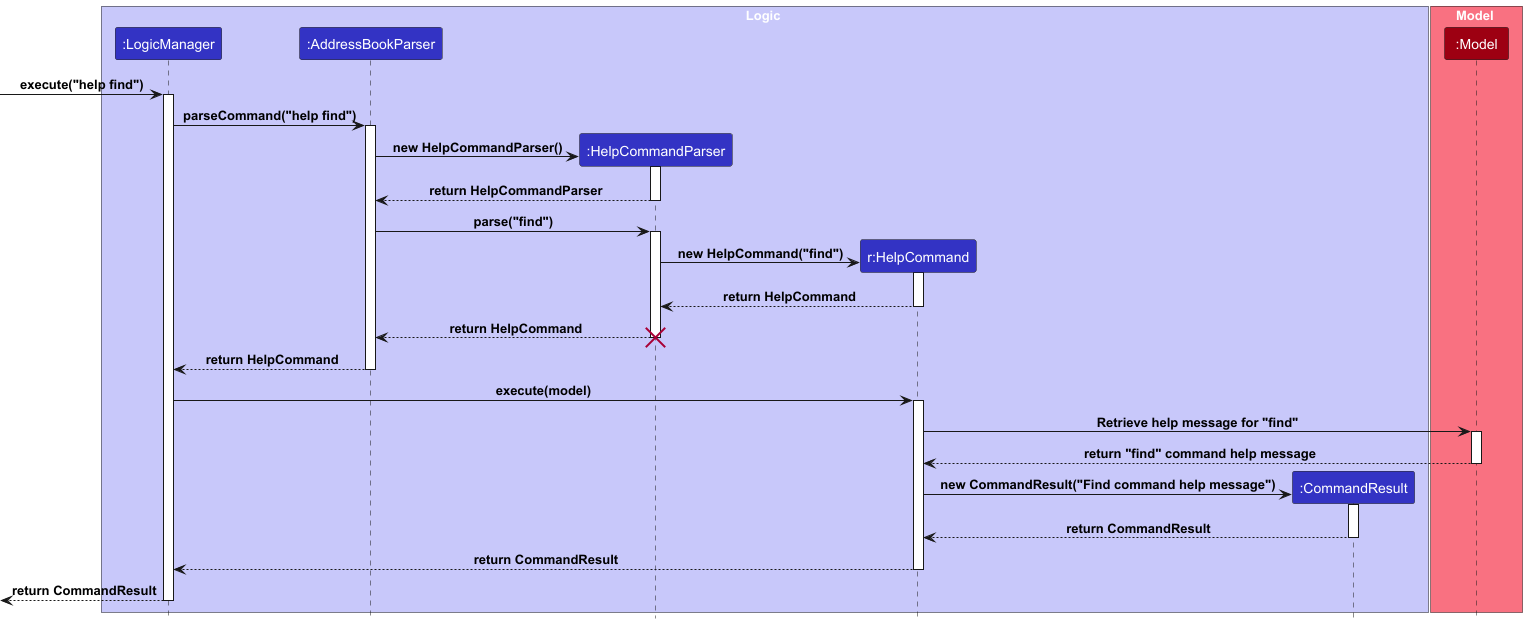 Logic
Model
:LogicManager
:AddressBookParser
:Model
execute("help find")
parseCommand("help find")
new HelpCommandParser()
:HelpCommandParser
return HelpCommandParser
parse("find")
new HelpCommand("find")
r:HelpCommand
return HelpCommand
return HelpCommand
return HelpCommand
execute(model)
Retrieve help message for "find"
return "find" command help message
new CommandResult("Find command help message")
:CommandResult
return CommandResult
return CommandResult
return CommandResult